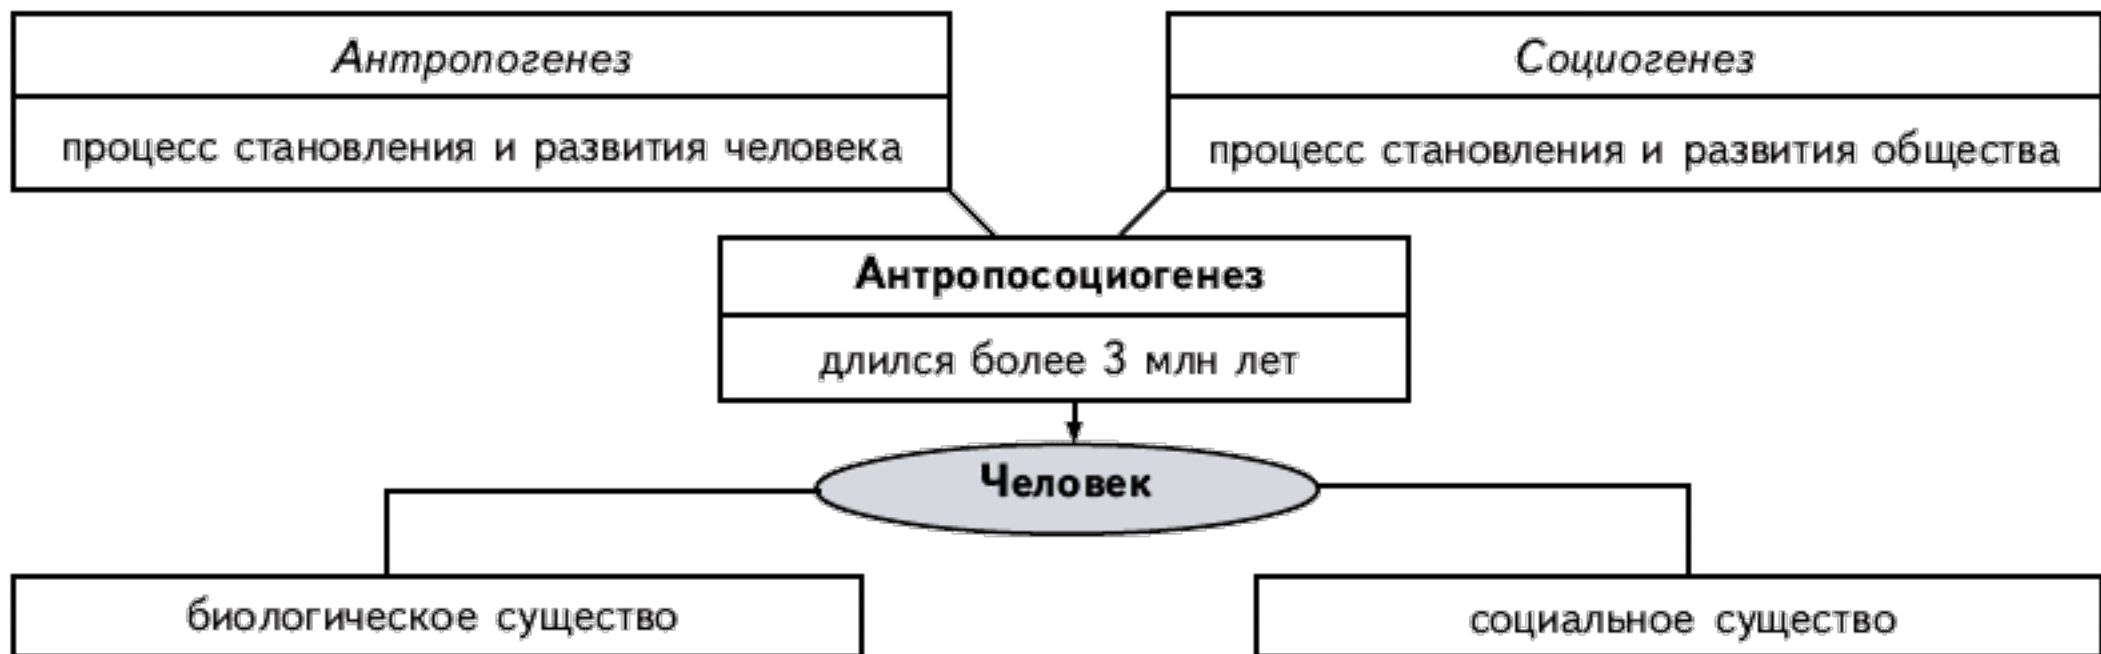 Антропогенез
процесс становления и развития человека
Социогенез
процесс становления и развития общества
Антропосоциогенез
длился более 3 млн лет
Человек
биологическое существо
социальное существо